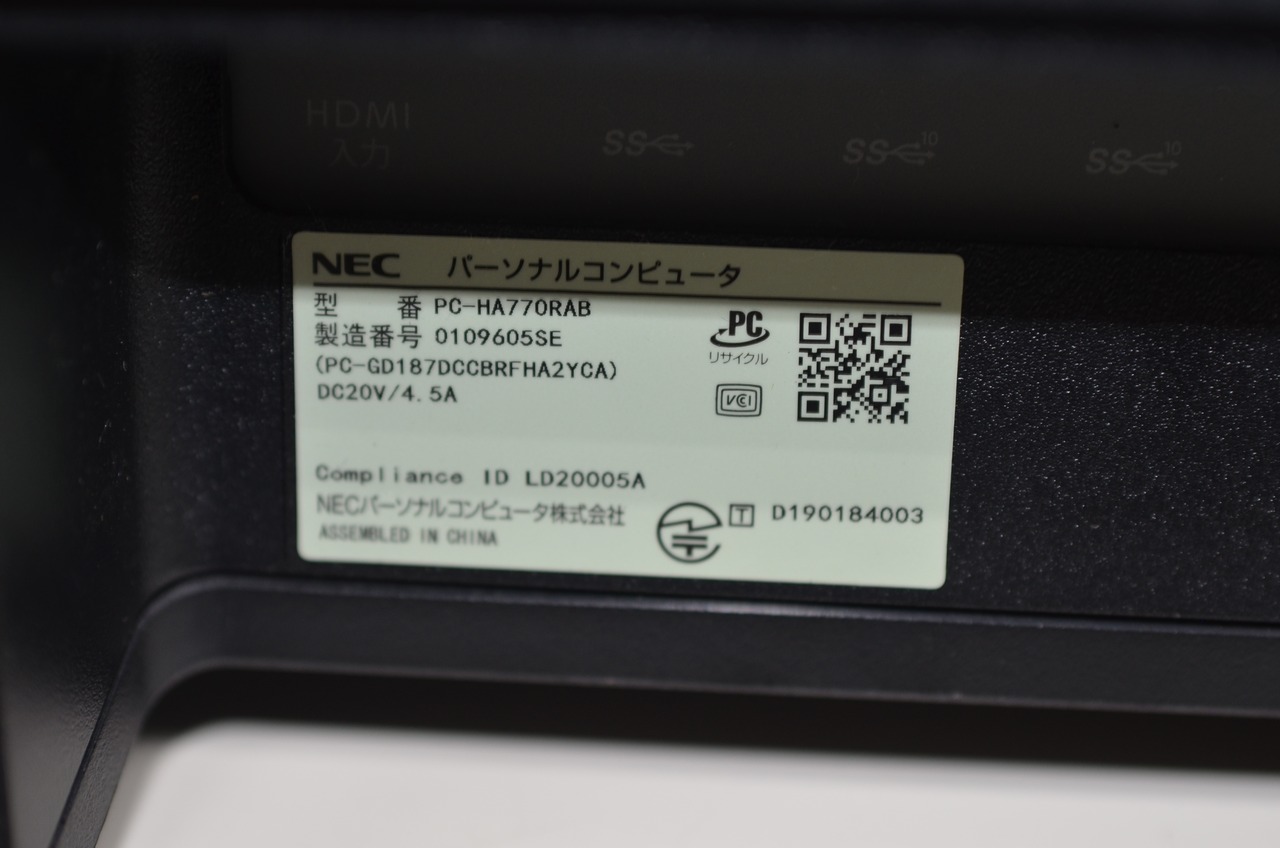 HDMI
入力
SS
SS 10
SS 10
NEC パーソナルコンピュータ
型 番 PC-HA770RAB
製造番号 0109605SE
(PC-GD187DCCBRFHA2YCA)
DC20V/4.5A
PC
リサイクル
VCCI
Compliance ID LD20005A
NECパーソナルコンピュータ株式会社
ASSEMBLED IN CHINA
T D190184003